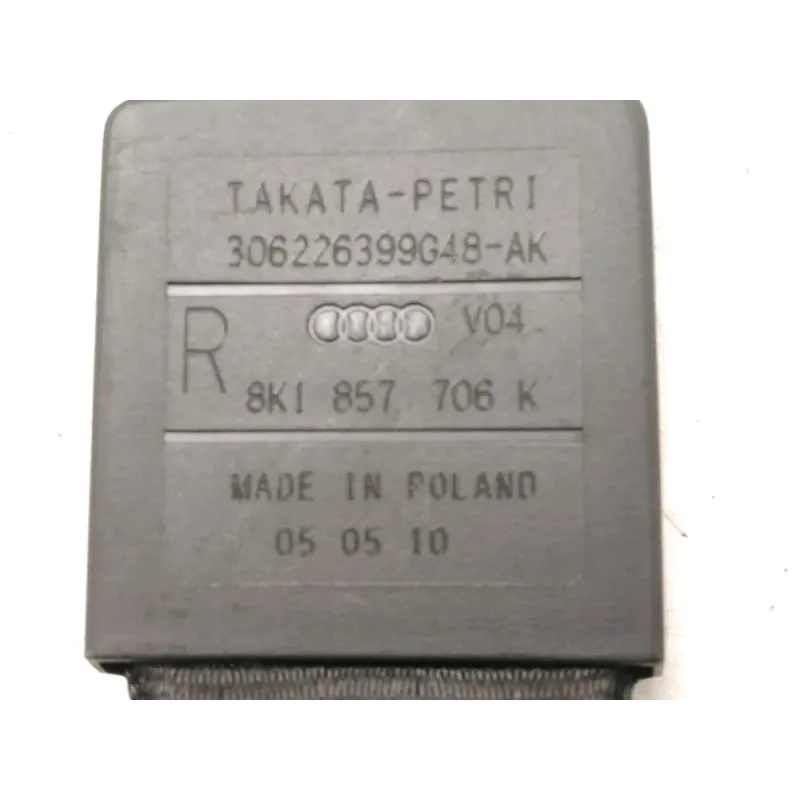 TAKATA-PETRI
306226399G48-AK
R V04
8K1 857 706 K
MADE IN POLAND
05 05 10